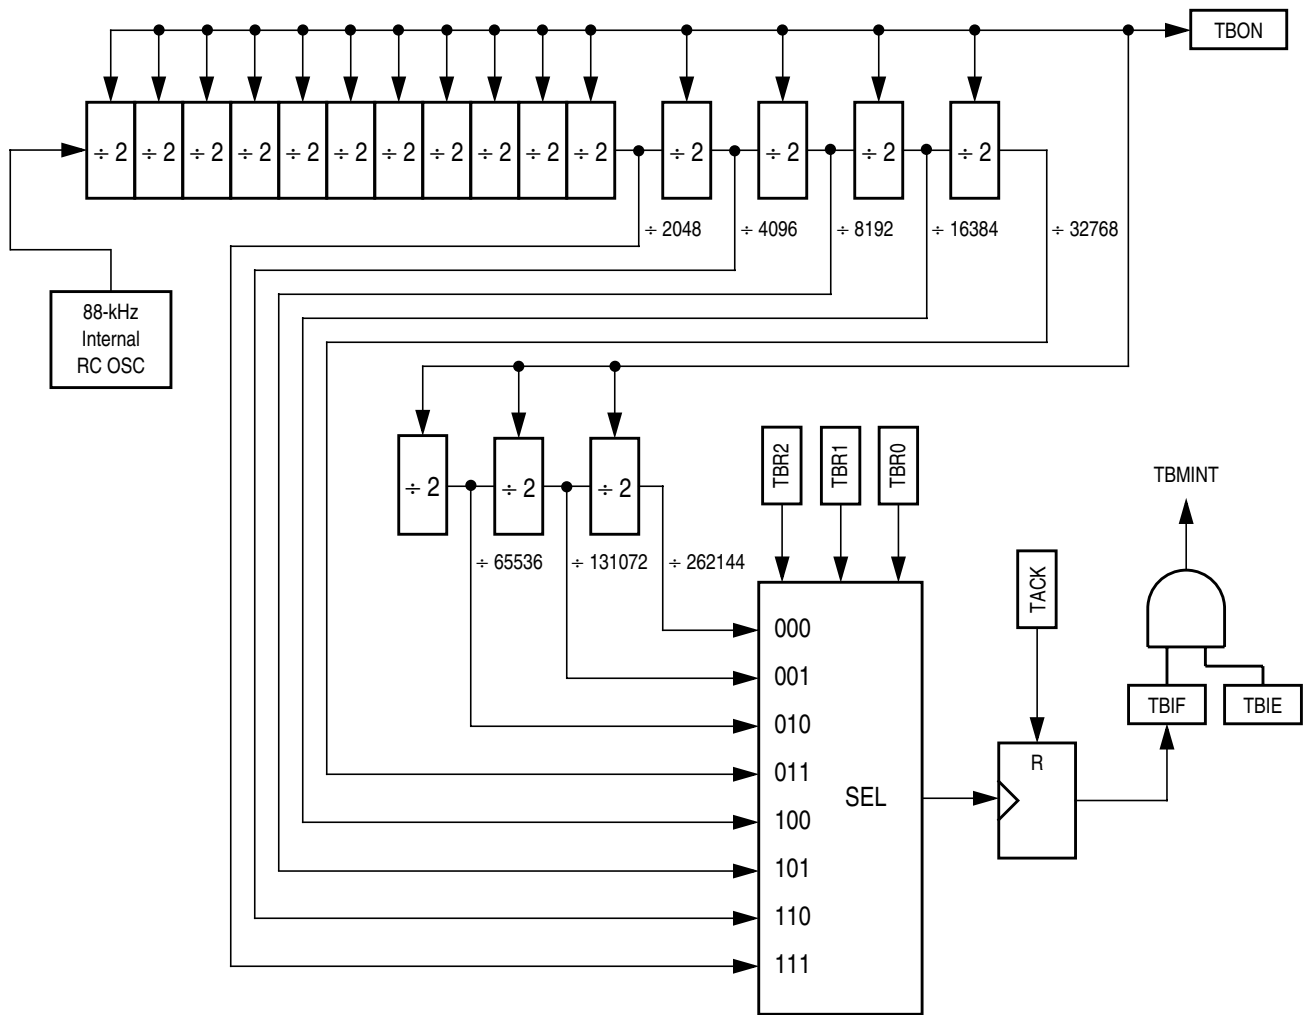 TBON
÷ 2 ÷ 2 ÷ 2 ÷ 2 ÷ 2 ÷ 2 ÷ 2 ÷ 2 ÷ 2 ÷ 2 ÷ 2 ÷ 2 ÷ 2 ÷ 2 ÷ 2
÷ 2048 ÷ 4096 ÷ 8192 ÷ 16384 ÷ 32768
88-kHz
Internal
RC OSC
÷ 2 ÷ 2 ÷ 2
÷ 65536 ÷ 131072 ÷ 262144
TBR2 TBR1 TBR0
TBMINT
TACK
TBIF TBIE
000
001
010
011
100
101
110
111
SEL
R